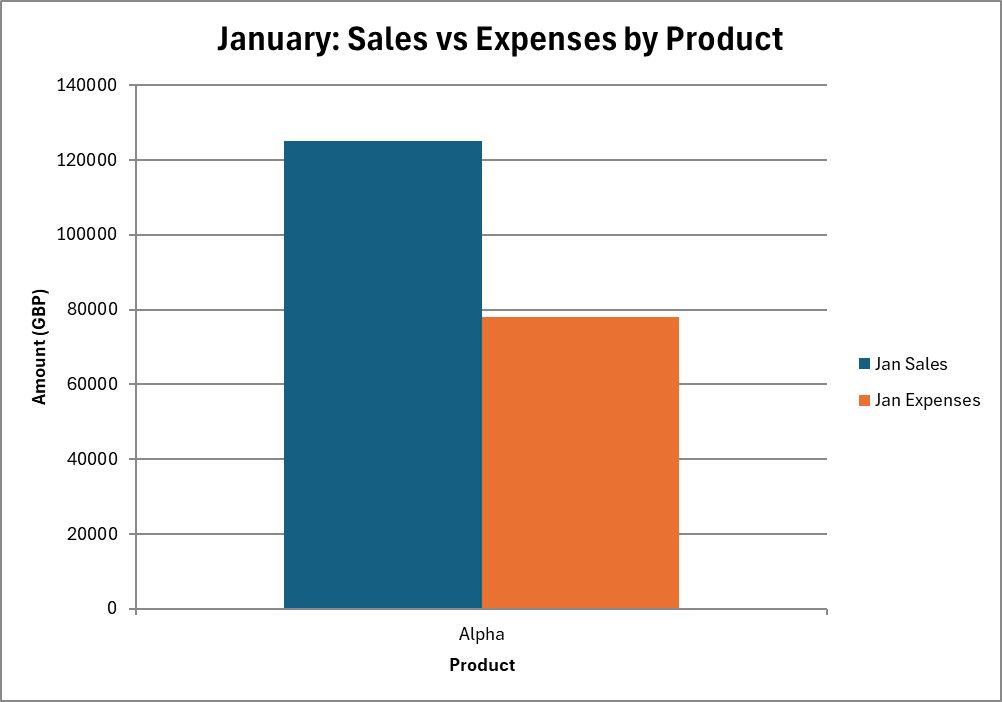 January: Sales vs Expenses by Product
140000
120000
100000
80000
60000
40000
20000
0
Amount (GBP)
Alpha
Product
Jan Sales
Jan Expenses